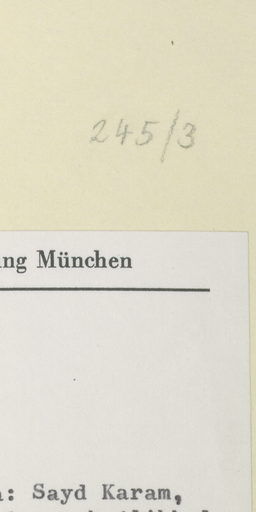 245/3
ng München
: Sayd Karam,